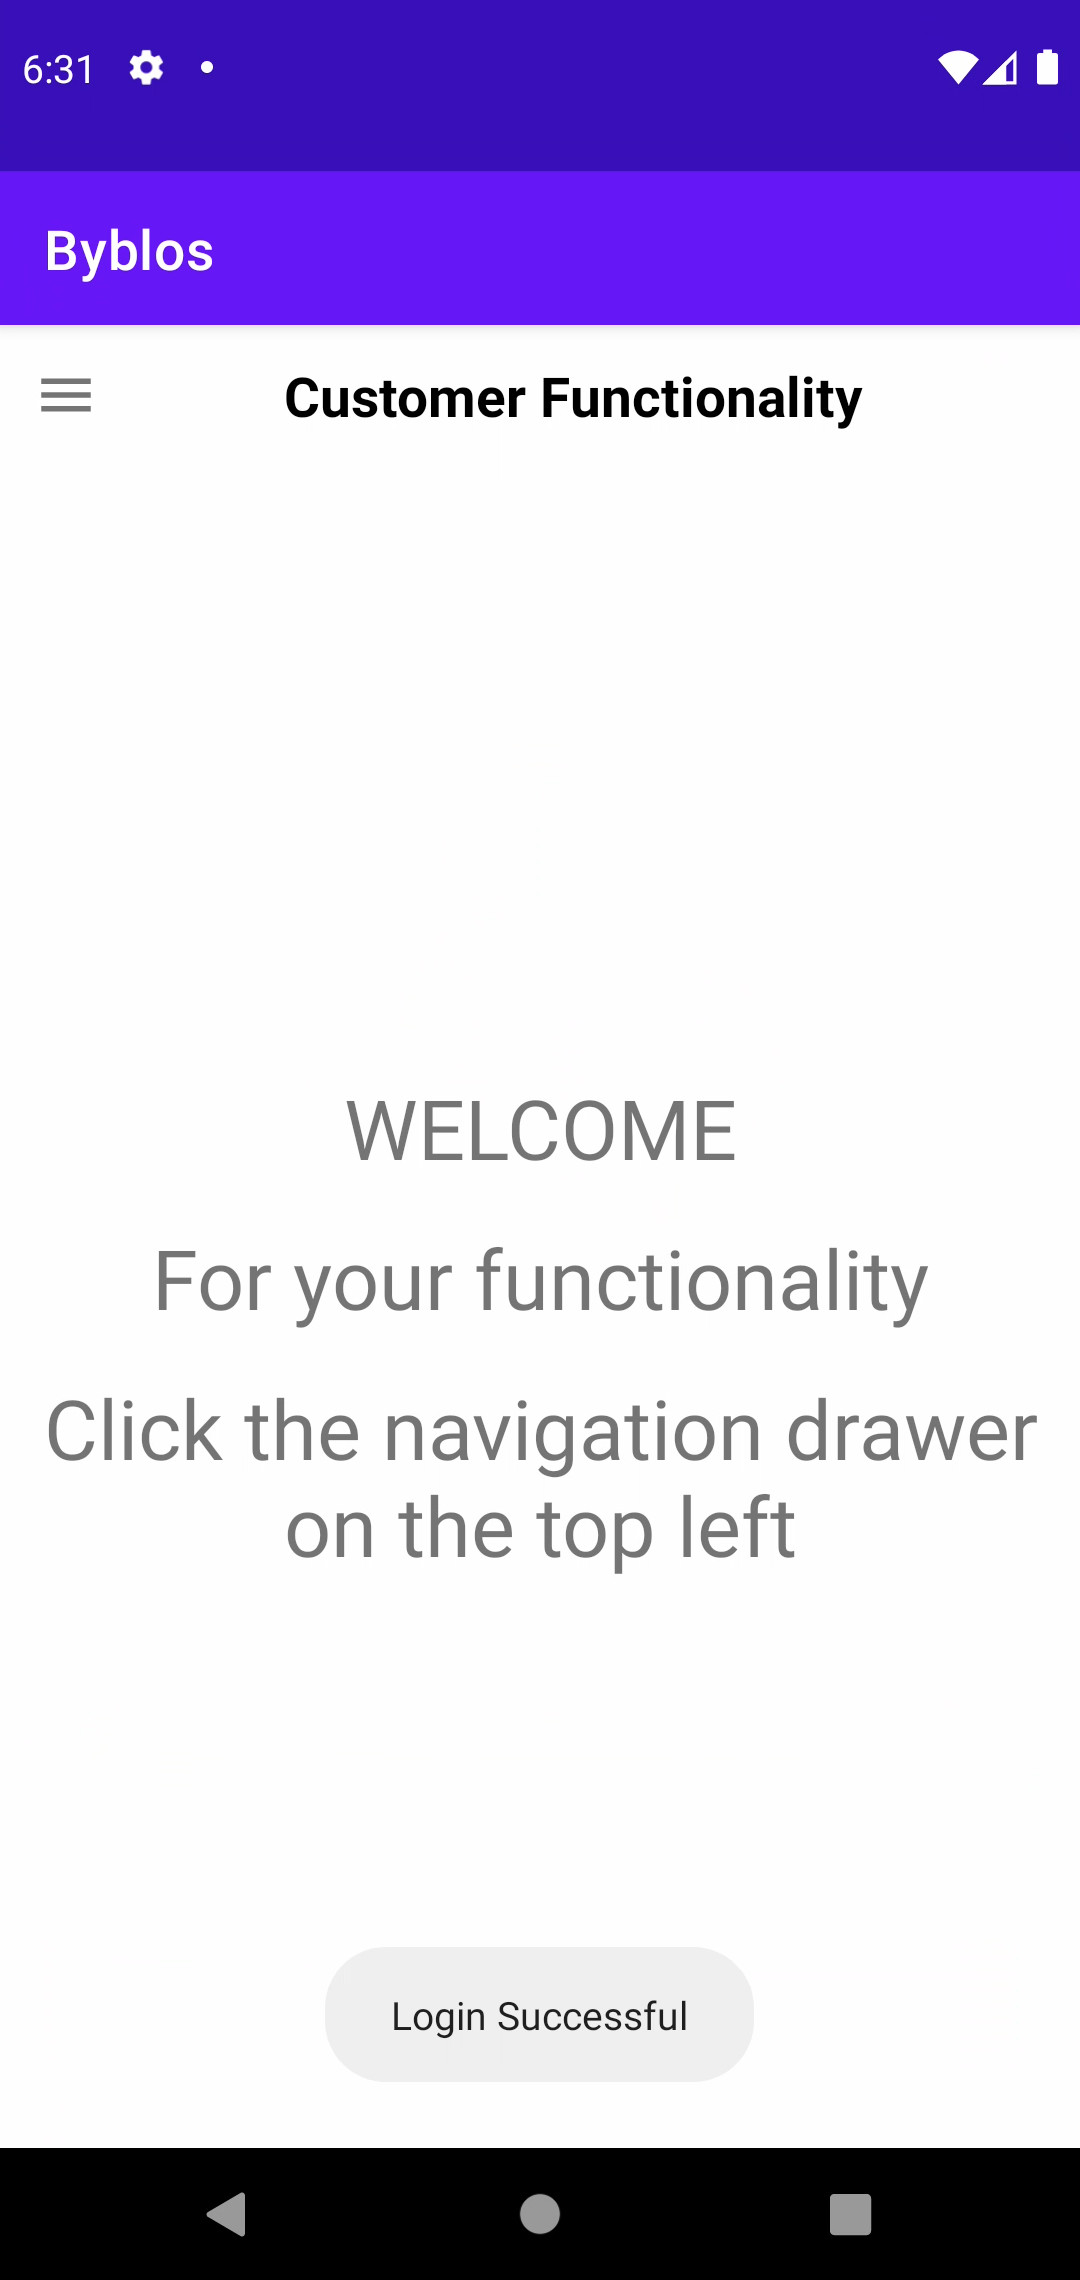 6:31
Byblos
Customer Functionality
WELCOME
For your functionality
Click the navigation drawer
on the top left
Login Successful